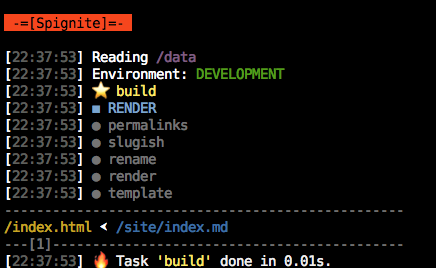 -=[Spignite]=-
[22:37:53] Reading /data
[22:37:53] Environment: DEVELOPMENT
[22:37:53] ⭐ build
[22:37:53] ■ RENDER
[22:37:53] ● permalinks
[22:37:53] ● slugish
[22:37:53] ● rename
[22:37:53] ● render
[22:37:53] ● template
--------------------------------------------------
/index.html ≺ /site/index.md
---[1]--------------------------------------------
[22:37:53] 🔥 Task 'build' done in 0.01s.